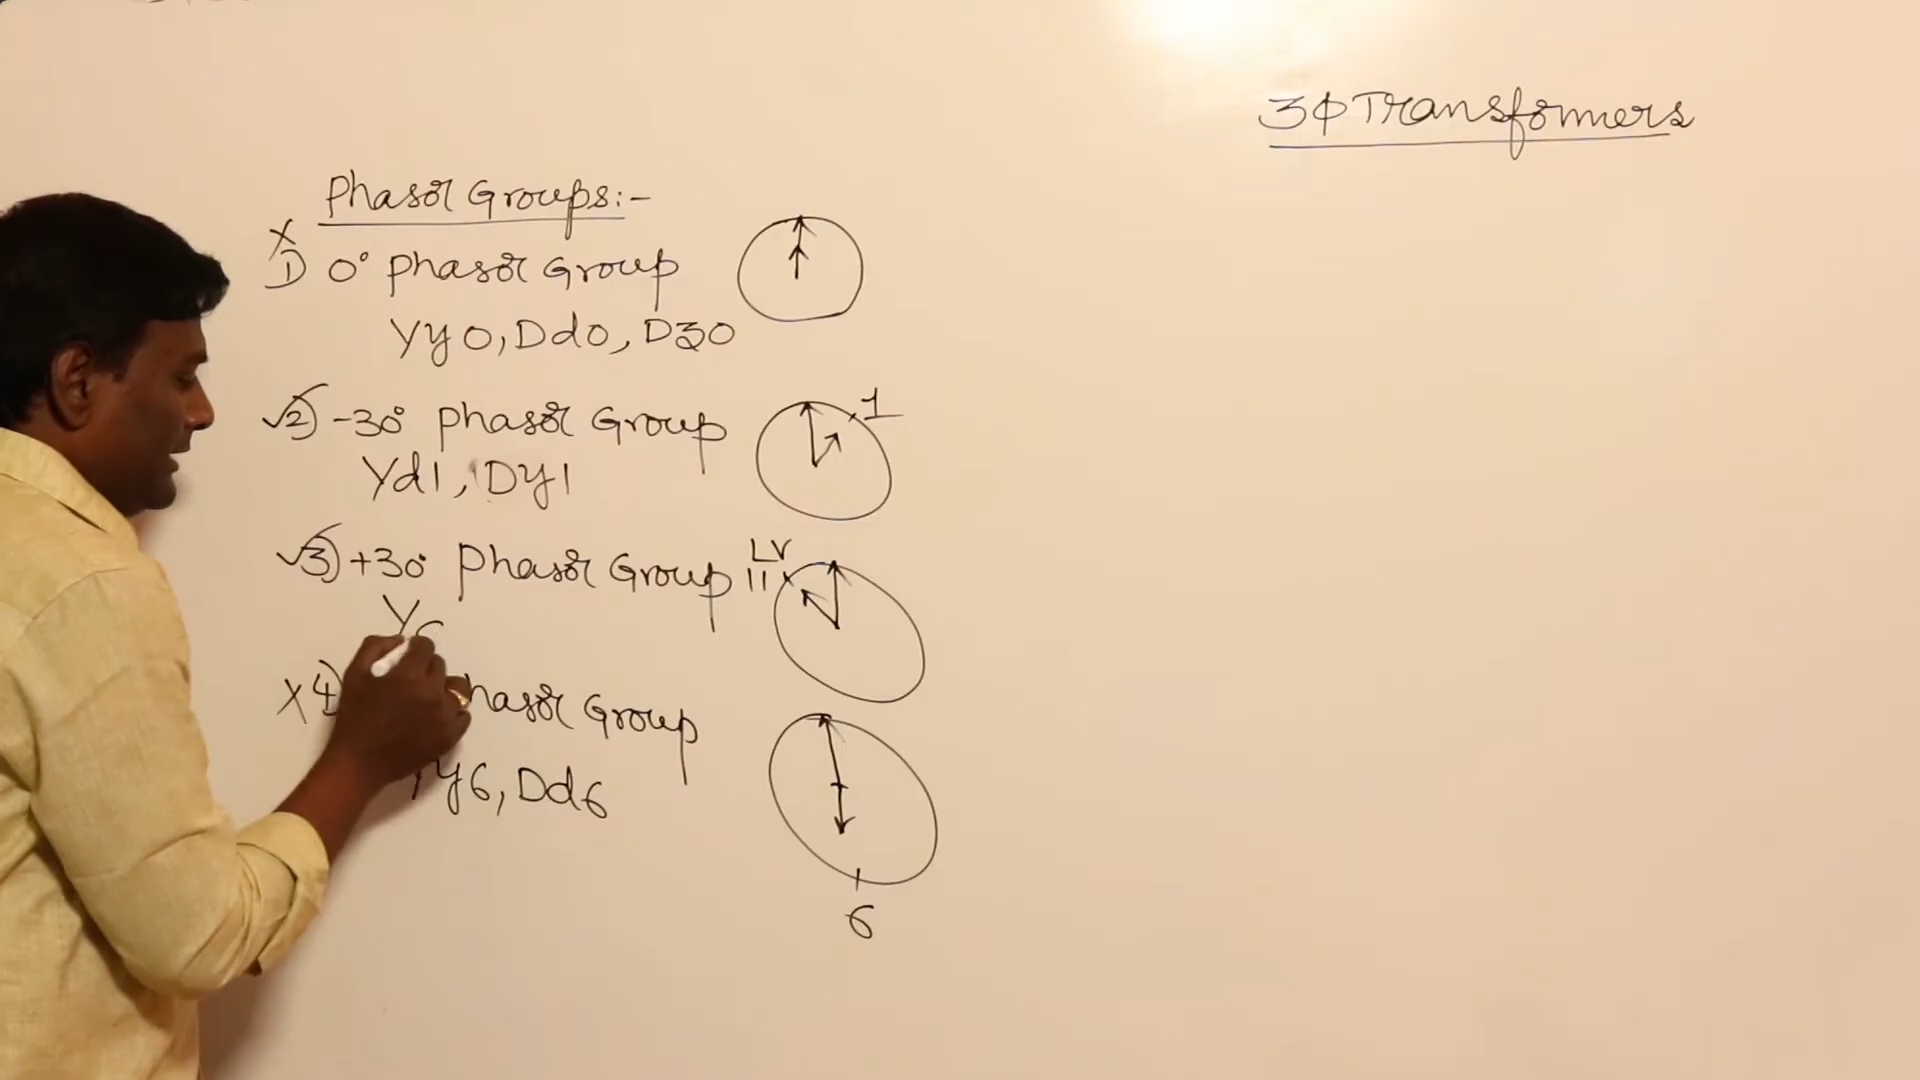 3φ Transformers
Phasor Groups:-
X
1) 0° Phasor Group
Yy0, Dd0, Dz0
√2) -30° Phasor Group
1
Yd1, Dy1
√3) +30° Phasor Group
LV
11
Y
X 4) Phasor Group
Yy6, Dd6
6